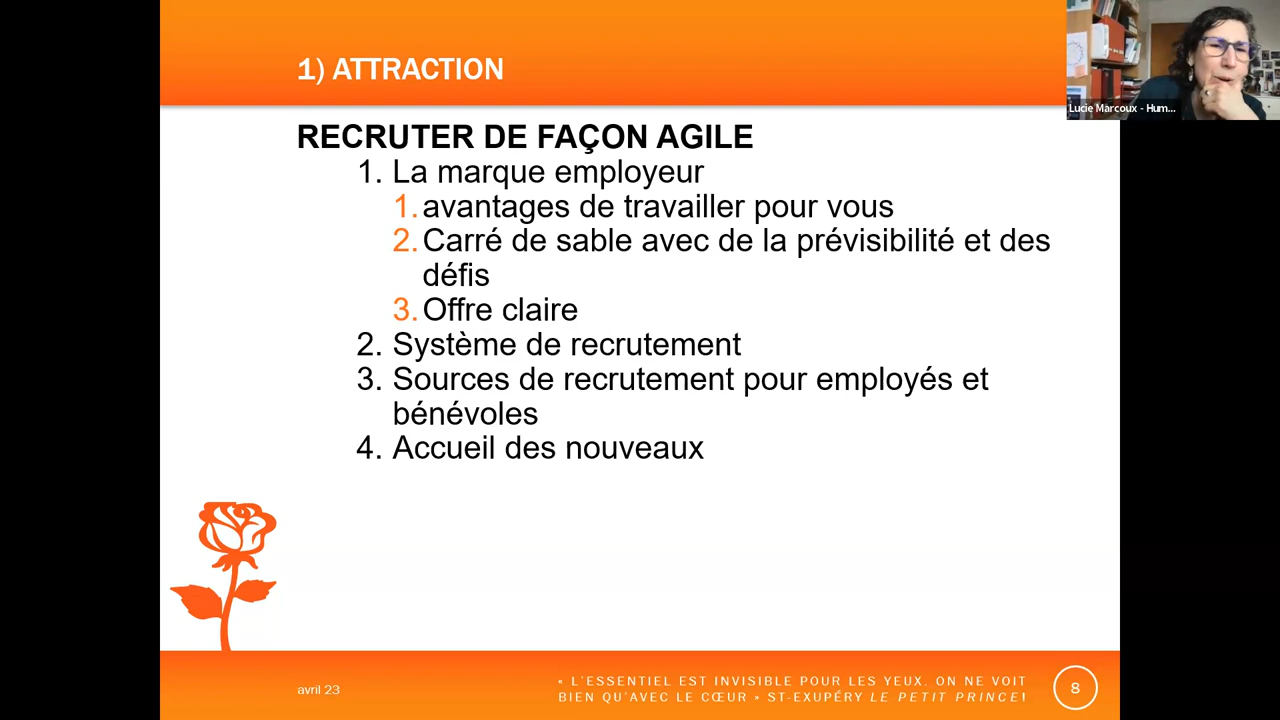 1) ATTRACTION
Lucie Marcoux - Hum...
RECRUTER DE FAÇON AGILE
1. La marque employeur
1. avantages de travailler pour vous
2. Carré de sable avec de la prévisibilité et des
défis
3. Offre claire
2. Système de recrutement
3. Sources de recrutement pour employés et
bénévoles
4. Accueil des nouveaux
avril 23
« L'ESSENTIEL EST INVISIBLE POUR LES YEUX. ON NE VOIT
BIEN QU'AVEC LE CŒUR » ST-EXUPÉRY LE PETIT PRINCE!
8